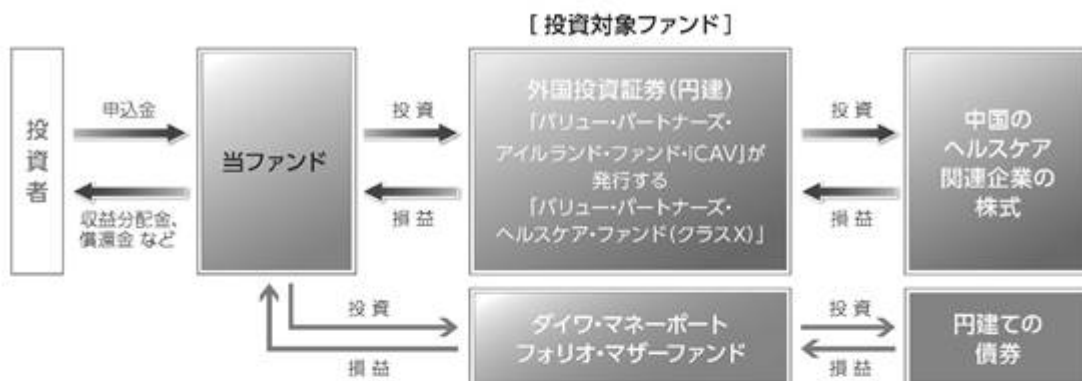 [ 投資対象ファンド ]
投資者
申込金
収益分配金、
償還金 など
当ファンド
投 資
損 益
外国投資証券(円建)
「バリュー・パートナーズ・
アイルランド・ファンド・ICAV」が
発行する
「バリュー・パートナーズ・
ヘルスケア・ファンド(クラスX)」
投 資
損 益
中国の
ヘルスケア
関連企業の
株式
投 資
損 益
ダイワ・マネーポート
フォリオ・マザーファンド
投 資
損 益
円建ての
債券